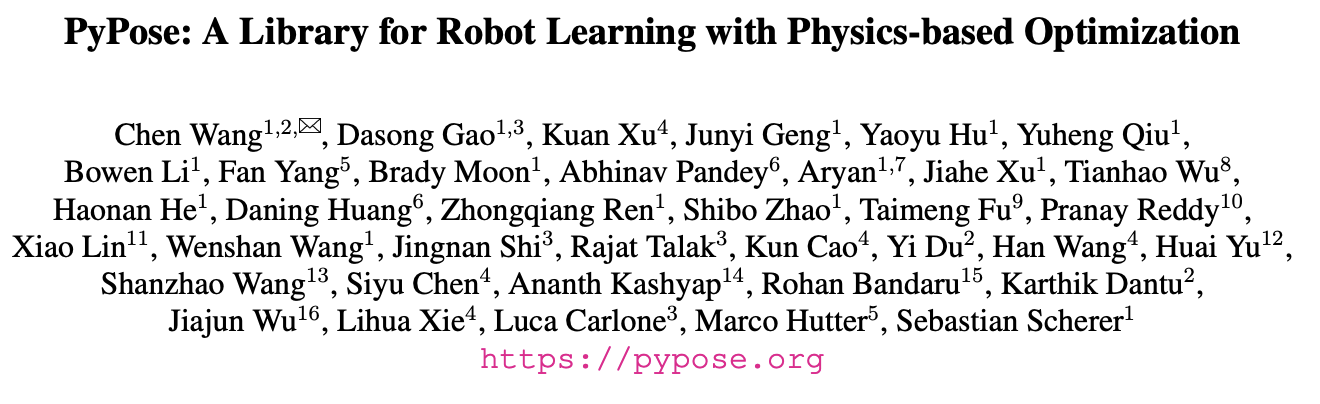 PyPose: A Library for Robot Learning with Physics-based Optimization
Chen Wang1,2,✉, Dasong Gao1,3, Kuan Xu4, Junyi Geng1, Yaoyu Hu1, Yuheng Qiu1,
Bowen Li1, Fan Yang5, Brady Moon1, Abhinav Pandey6, Aryan1,7, Jiahe Xu1, Tianhao Wu8,
Haonan He1, Daning Huang6, Zhongqiang Ren1, Shibo Zhao1, Taimeng Fu9, Pranay Reddy10,
Xiao Lin11, Wenshan Wang1, Jingnan Shi3, Rajat Talak3, Kun Cao4, Yi Du2, Han Wang4, Huai Yu12,
Shanzhao Wang13, Siyu Chen4, Ananth Kashyap14, Rohan Bandaru15, Karthik Dantu2,
Jiajun Wu16, Lihua Xie4, Luca Carlone3, Marco Hutter5, Sebastian Scherer1
https://pypose.org